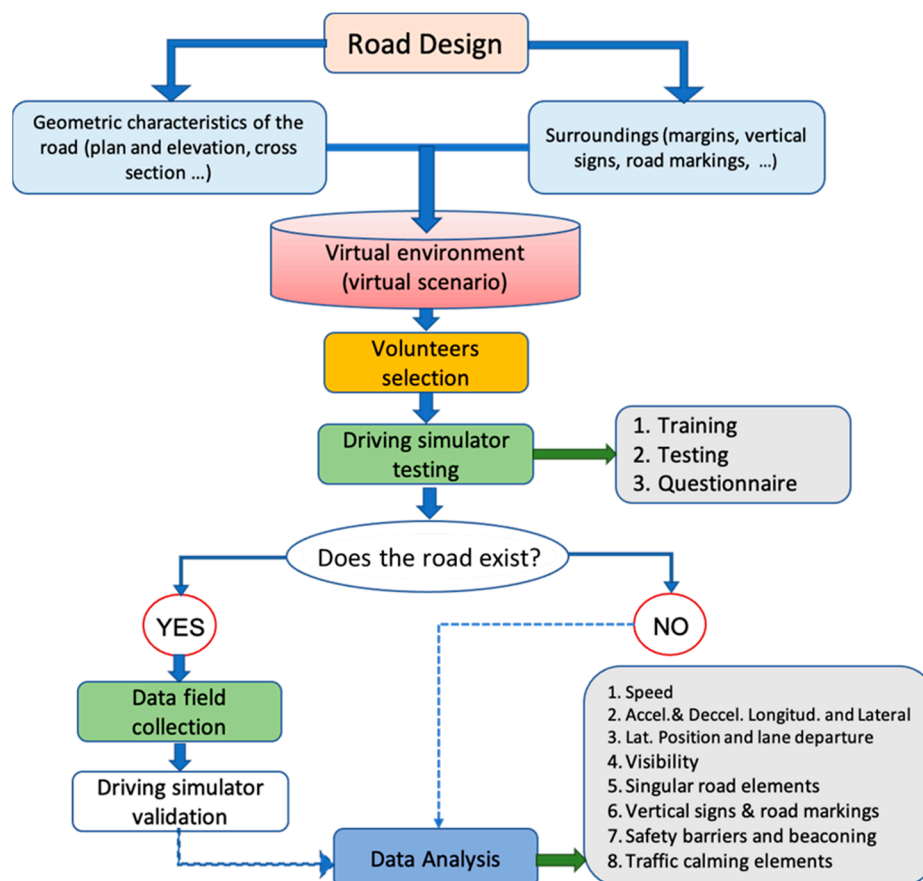 Road Design
Geometric characteristics of the
road (plan and elevation, cross
section ...)
Surroundings (margins, vertical
signs, road markings, ...)
Virtual environment
(virtual scenario)
Volunteers
selection
Driving simulator
testing
1. Training
2. Testing
3. Questionnaire
Does the road exist?
YES
NO
Data field
collection
Driving simulator
validation
Data Analysis
1. Speed
2. Accel.& Deccel. Longitud. and Lateral
3. Lat. Position and lane departure
4. Visibility
5. Singular road elements
6. Vertical signs & road markings
7. Safety barriers and beaconing
8. Traffic calming elements